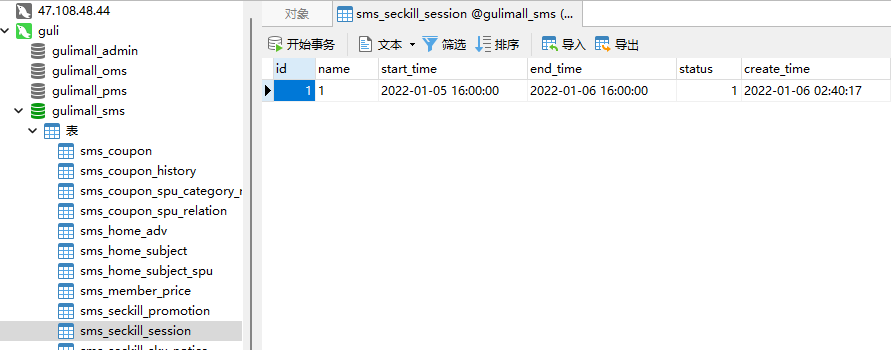 47.108.48.44
guli
gulimall_admin
gulimall_oms
gulimall_pms
gulimall_sms
表
sms_coupon
sms_coupon_history
sms_coupon_spu_category_r
sms_coupon_spu_relation
sms_home_adv
sms_home_subject
sms_home_subject_spu
sms_member_price
sms_seckill_promotion
sms_seckill_session
对象 sms_seckill_session @gulimall_sms (...
开始事务 文本 筛选 排序 导入 导出
id name start_time end_time status create_time
1 1 2022-01-05 16:00:00 2022-01-06 16:00:00 1 2022-01-06 02:40:17